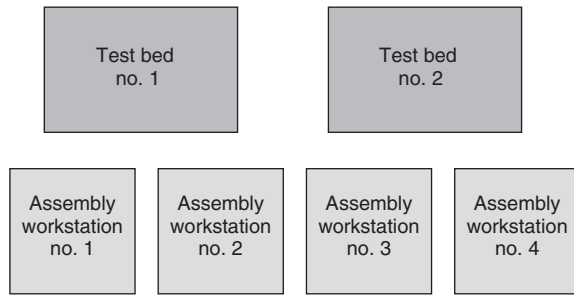 Test bed
no. 1
Test bed
no. 2
Assembly
workstation
no. 1
Assembly
workstation
no. 2
Assembly
workstation
no. 3
Assembly
workstation
no. 4